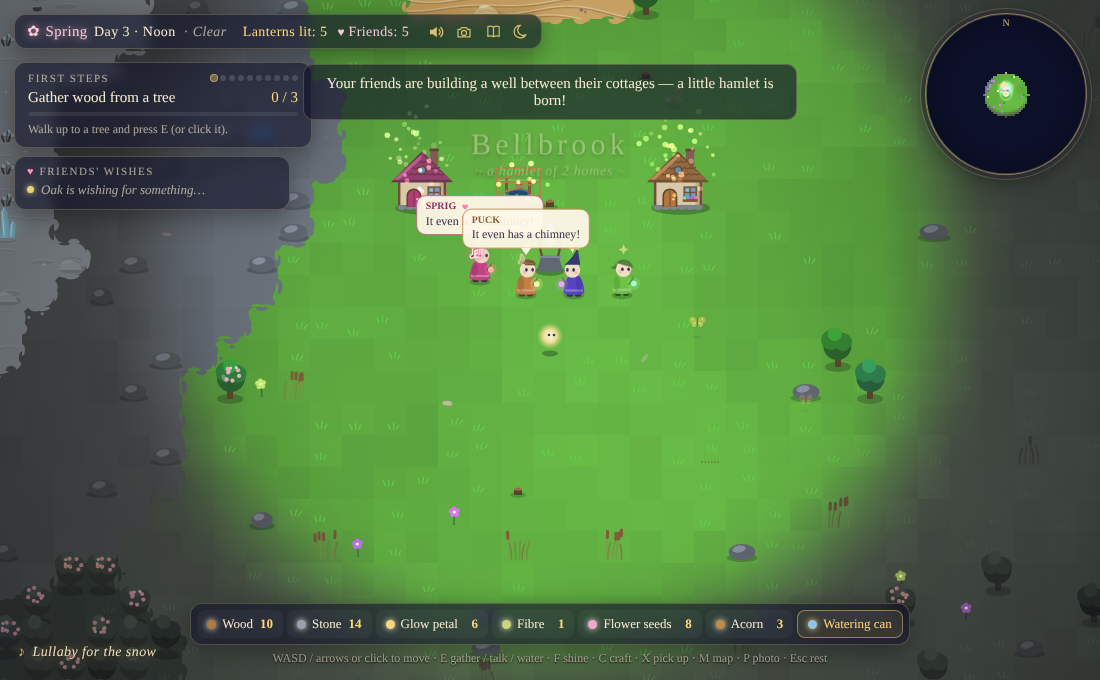 ✿ Spring Day 3 · Noon · Clear Lanterns lit: 5 ♥ Friends: 5
N
FIRST STEPS
Gather wood from a tree 0 / 3
Walk up to a tree and press E (or click it).
Your friends are building a well between their cottages — a little hamlet is
born!
♥ FRIENDS' WISHES
Oak is wishing for something…
Bellbrook
~ a hamlet of 2 homes ~
SPRIG ♥
It even
PUCK
It even has a chimney!
Wood 10 Stone 14 Glow petal 6 Fibre 1 Flower seeds 8 Acorn 3 Watering can
♪ Lullaby for the snow
WASD / arrows or click to move · E gather / talk / water · F shine · C craft · X pick up · M map · P photo · Esc rest